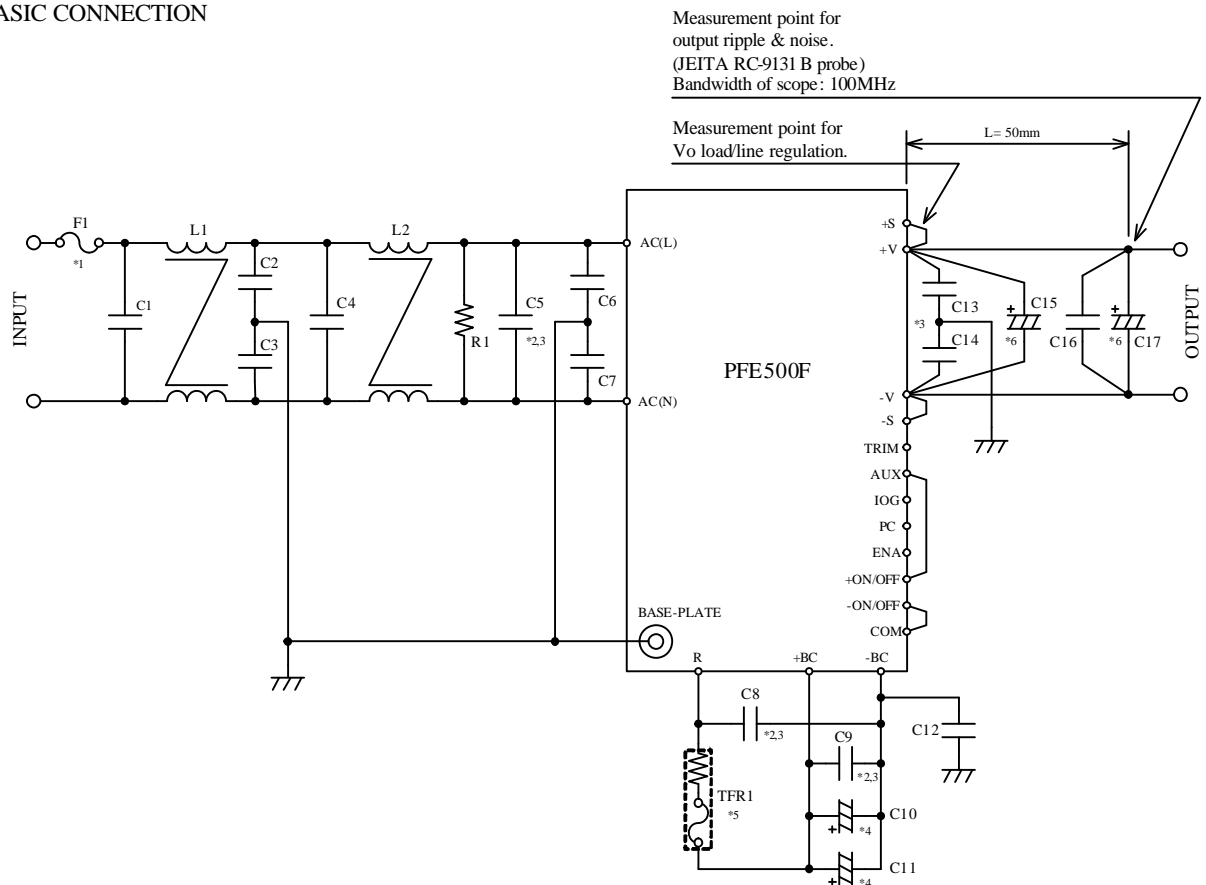 ASIC CONNECTION
Measurement point for
output ripple & noise.
(JEITA RC-9131 B probe)
Bandwidth of scope: 100MHz
Measurement point for
Vo load/line regulation.
L= 50mm
INPUT
F1
*1
C1
L1
C2
C3
C4
L2
R1
C5
*2,3
C6
C7
AC(L)
AC(N)
PFE500F
BASE-PLATE
+S
+V
-V
-S
TRIM
AUX
IOG
PC
ENA
+ON/OFF
-ON/OFF
COM
C13
*3
C14
+
C15
*6
C16
+
*6
C17
OUTPUT
R
+BC
-BC
C8
*2,3
C9
*2,3
C12
TFR1
*5
C10
+
*4
C11
+
*4